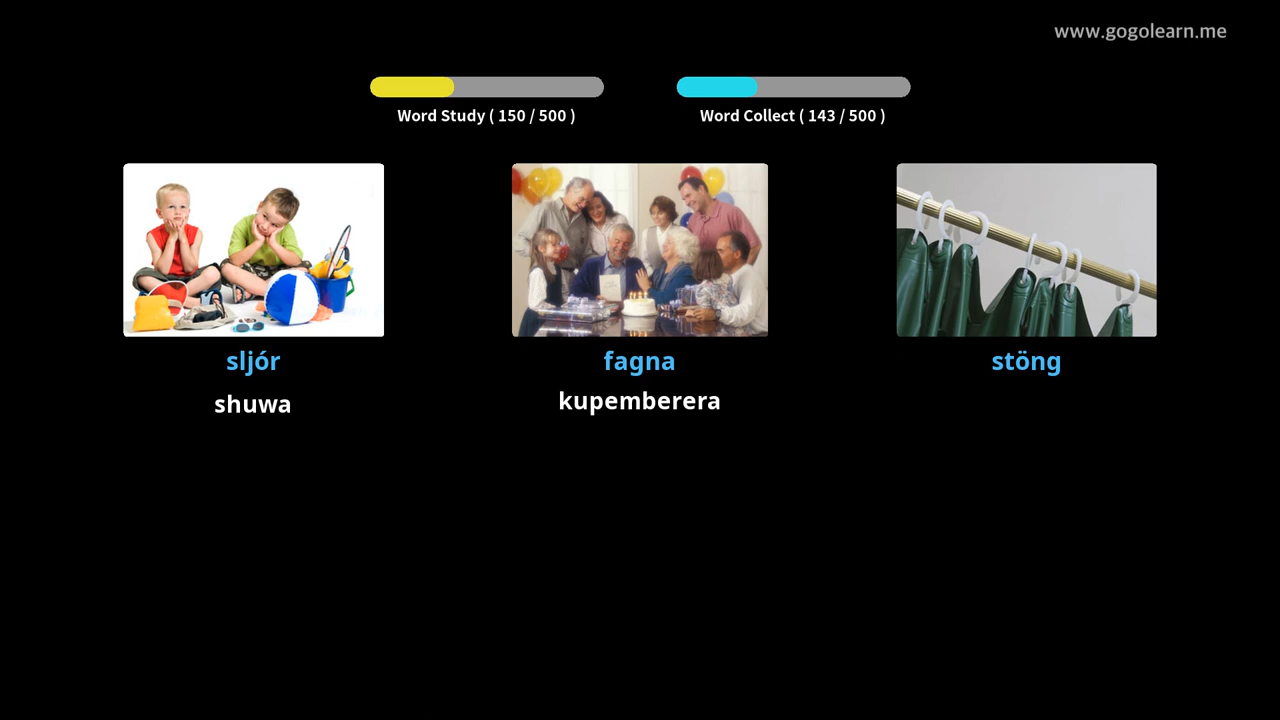 www.gogolearn.me
Word Study ( 150 / 500 )
Word Collect ( 143 / 500 )
sljór
fagna
stöng
shuwa
kupemberera